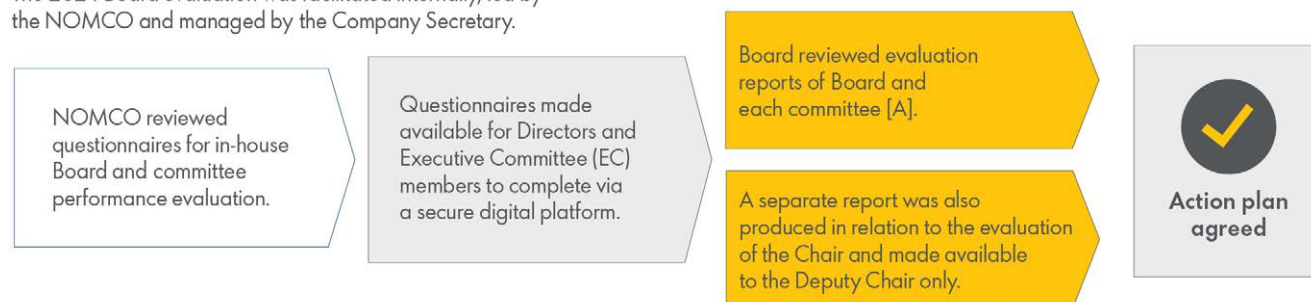 the NOMCO and managed by the Company Secretary.
NOMCO reviewed
questionnaires for in-house
Board and committee
performance evaluation.
Questionnaires made
available for Directors and
Executive Committee (EC)
members to complete via
a secure digital platform.
Board reviewed evaluation
reports of Board and
each committee [A].
A separate report was also
produced in relation to the evaluation
of the Chair and made available
to the Deputy Chair only.
Action plan
agreed